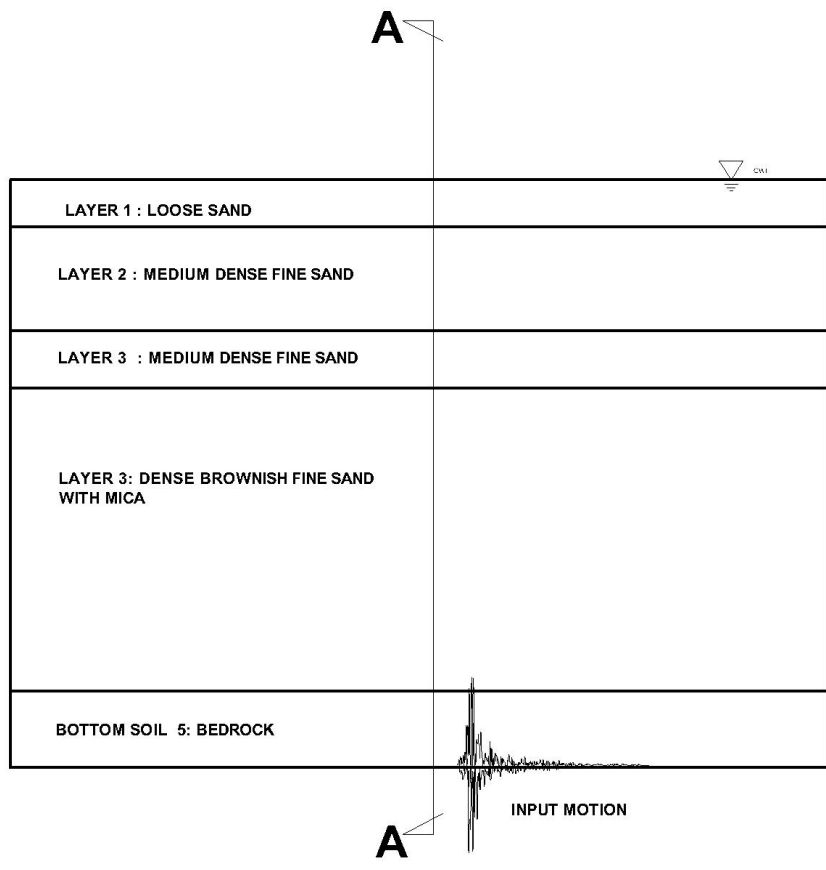 A
LAYER 1 : LOOSE SAND
LAYER 2 : MEDIUM DENSE FINE SAND
LAYER 3 : MEDIUM DENSE FINE SAND
LAYER 3: DENSE BROWNISH FINE SAND
WITH MICA
BOTTOM SOIL 5: BEDROCK
INPUT MOTION
A